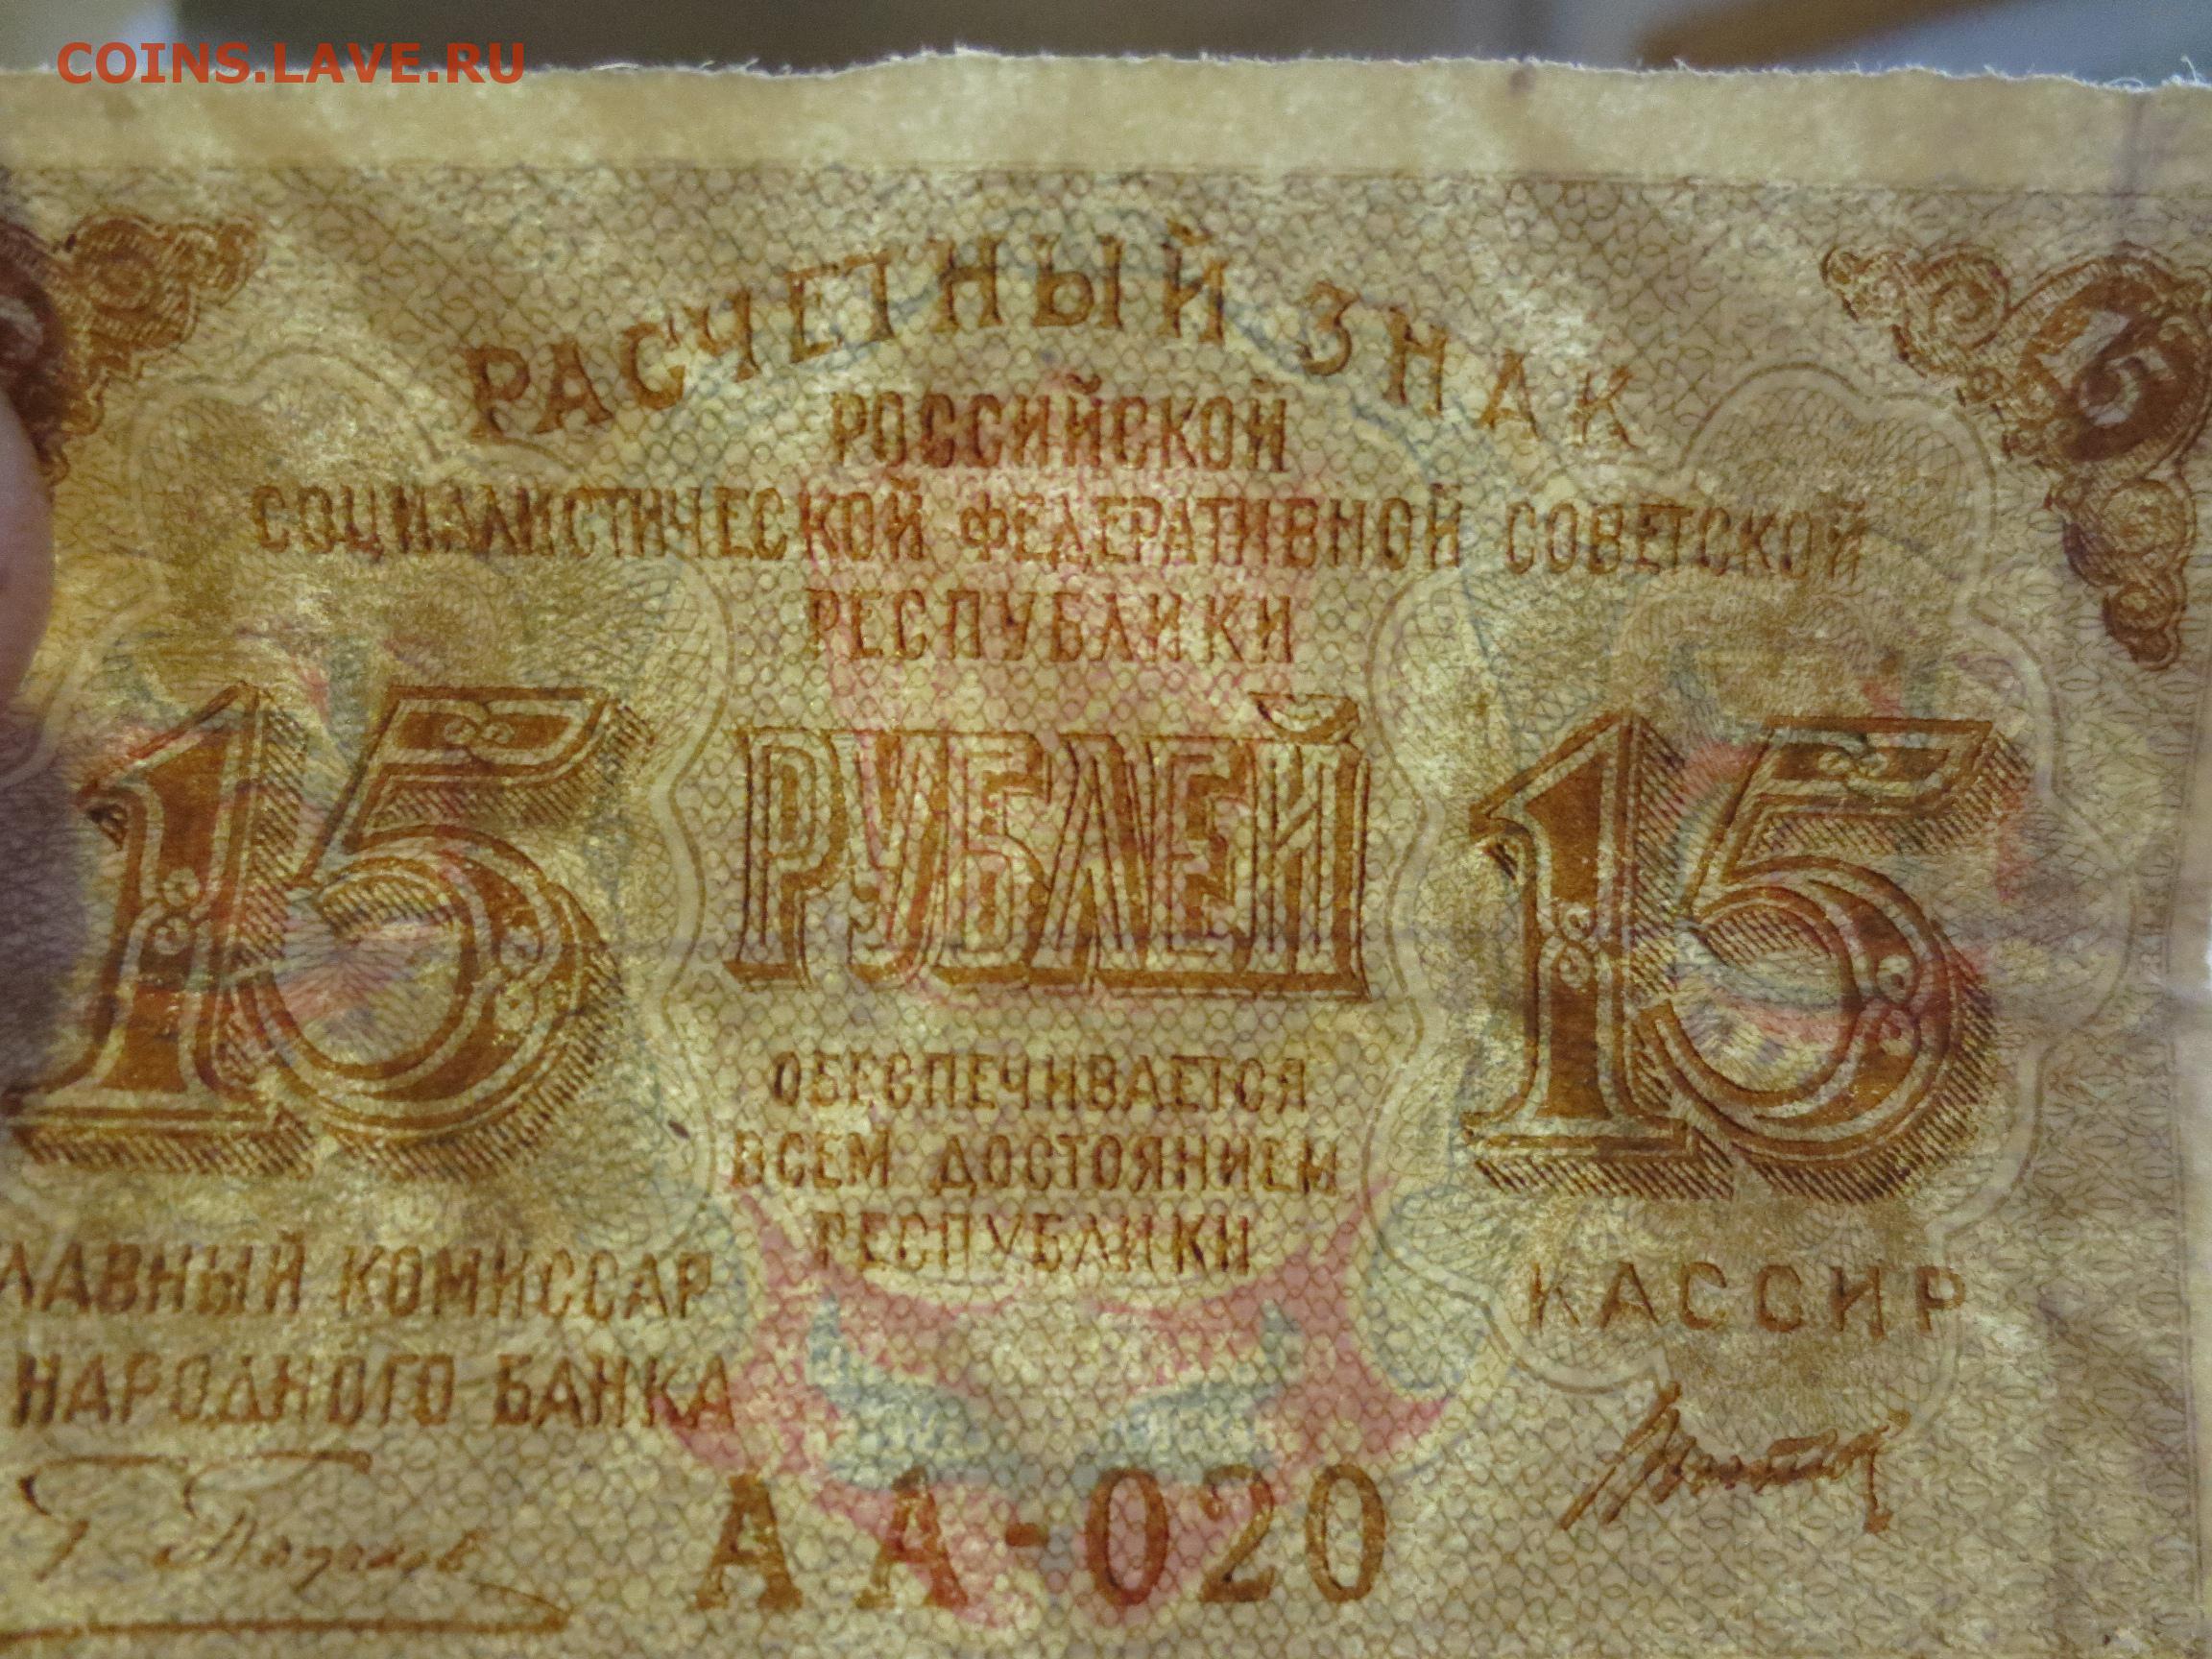 COINS.LAVE.RU
РАСЧЕТНЫЙ ЗНАК
15
РОССИЙСКОЙ
СОЦИАЛИСТИЧЕСКОЙ ФЕДЕРАТИВНОЙ СОВЕТСКОЙ
РЕСПУБЛИКИ
15 РУБЛЕЙ 15
ОБЕСПЕЧИВАЕТСЯ
ВСЕМ ДОСТОЯНИЕМ
РЕСПУБЛИКИ
ЛАВНЫЙ КОМИССАР
НАРОДНОГО БАНКА
КАССИР
АА-020